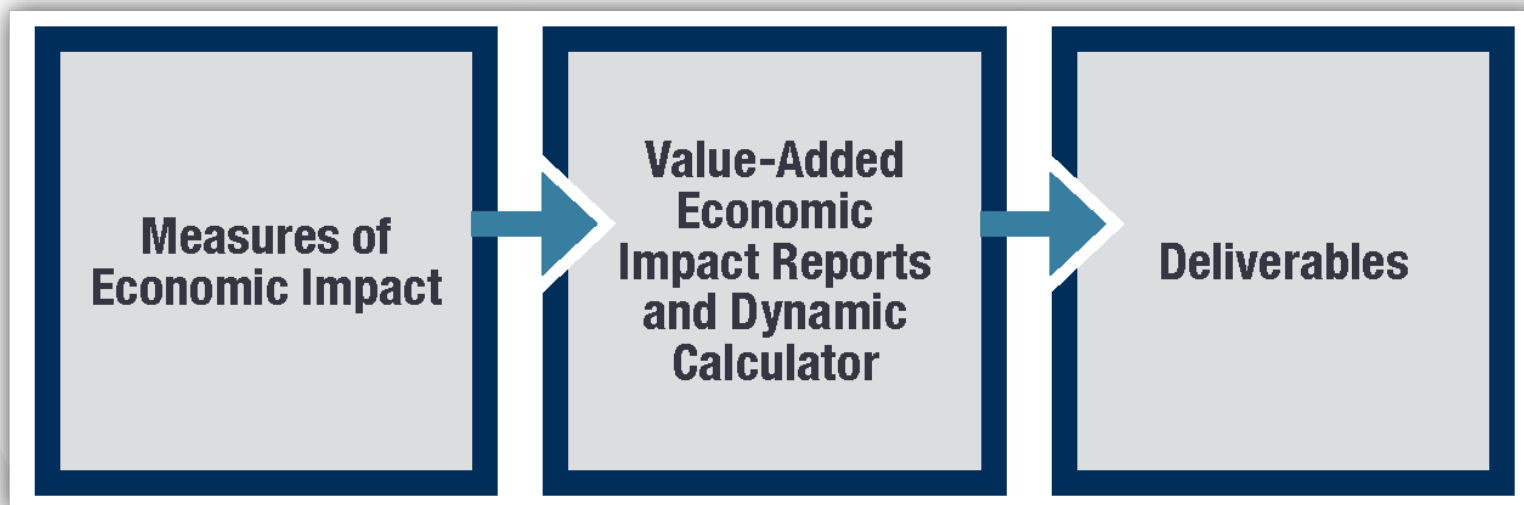 Measures of
Economic Impact
Value-Added
Economic
Impact Reports
and Dynamic
Calculator
Deliverables